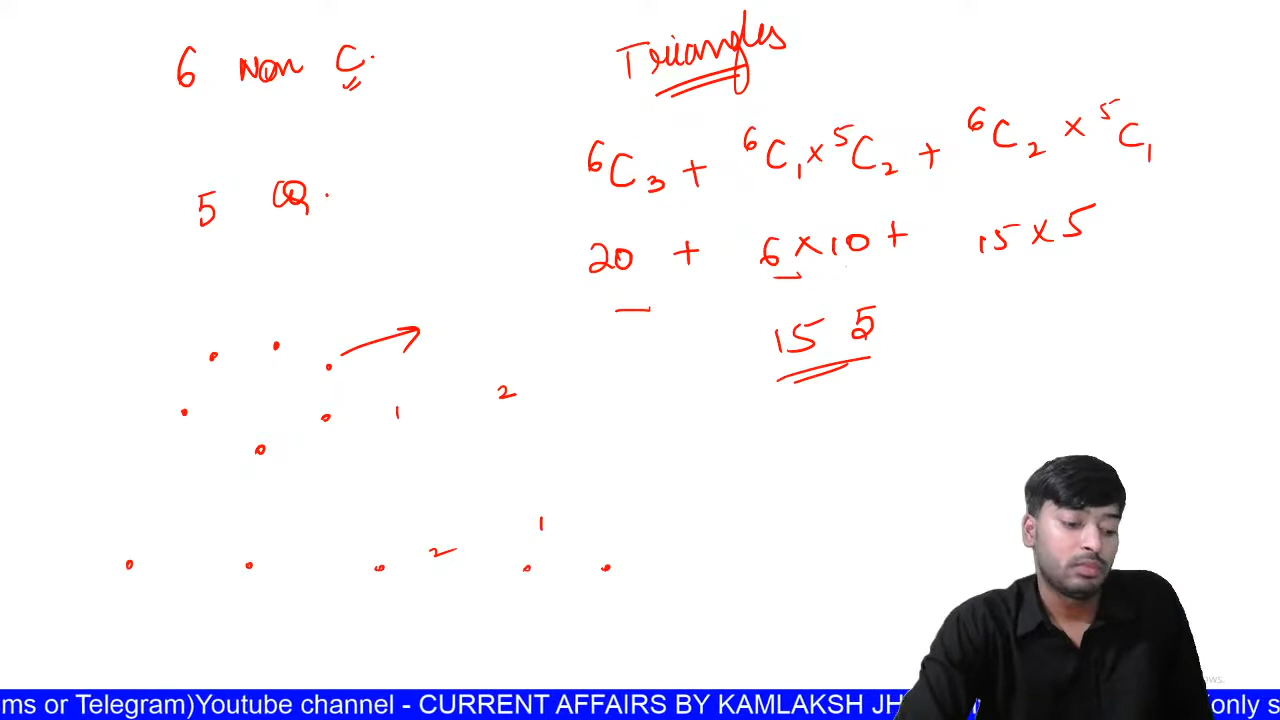 6 Non C.
Triangles
⁶C₃ + ⁶C₁ × ⁵C₂ + ⁶C₂ × ⁵C₁
5
20 + 6 × 10 + 15 × 5
155
1 2
2 1
ms or Telegram)Youtube channel - CURRENT AFFAIRS BY KAMLAKSH JH
only s